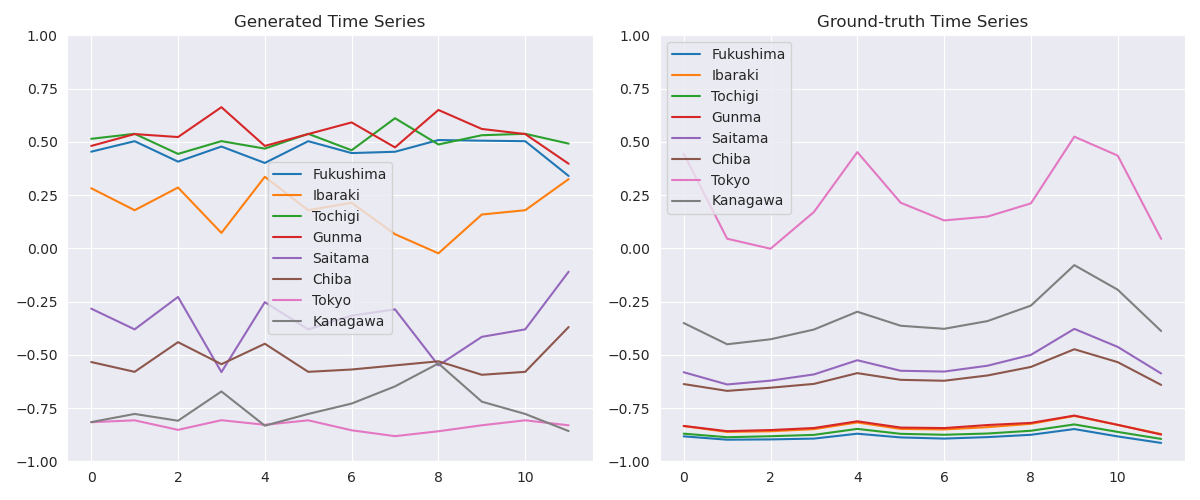 Generated Time Series
1.00
0.75
0.50
0.25
0.00
−0.25
−0.50
−0.75
−1.00
0 2 4 6 8 10
Fukushima
Ibaraki
Tochigi
Gunma
Saitama
Chiba
Tokyo
Kanagawa
Ground-truth Time Series
1.00
0.75
0.50
0.25
0.00
−0.25
−0.50
−0.75
−1.00
0 2 4 6 8 10
Fukushima
Ibaraki
Tochigi
Gunma
Saitama
Chiba
Tokyo
Kanagawa